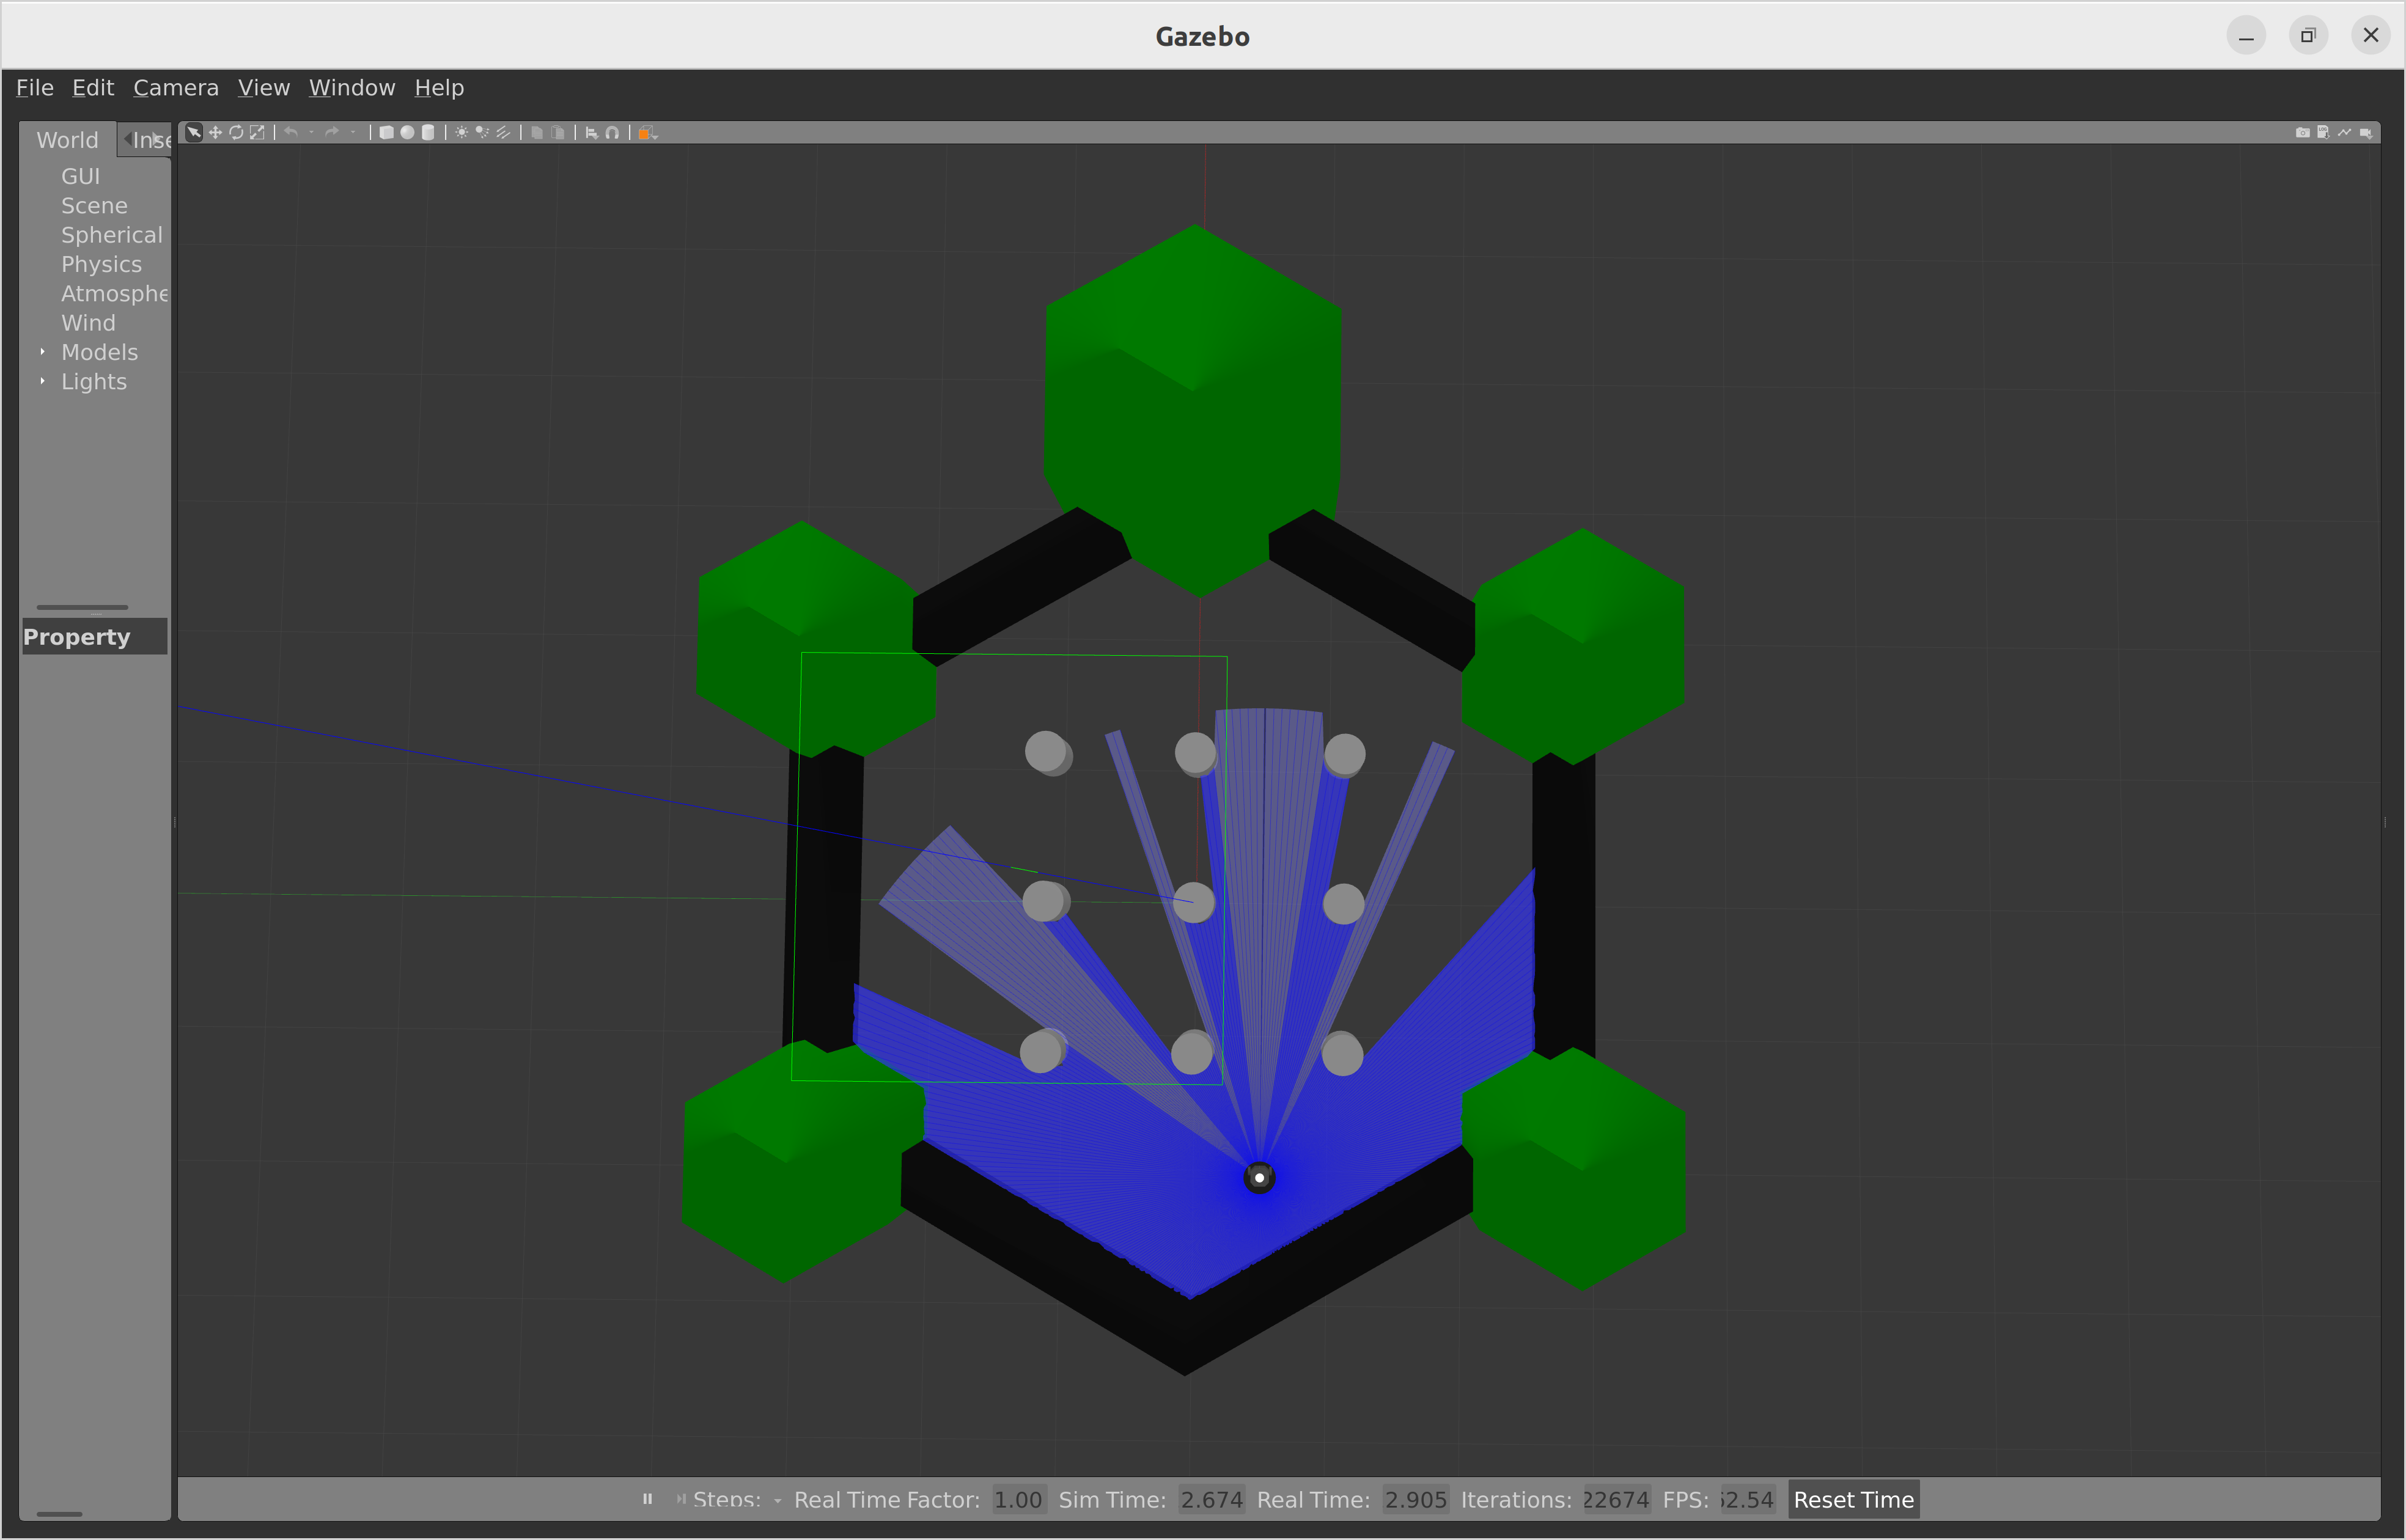 Gazebo
File Edit Camera View Window Help
World Inse
GUI
Scene
Spherical
Physics
Atmosphe
Wind
Models
Lights
Property
Steps: Real Time Factor: 1.00 Sim Time: 2.674 Real Time: 2.905 Iterations: 22674 FPS: 52.54 Reset Time